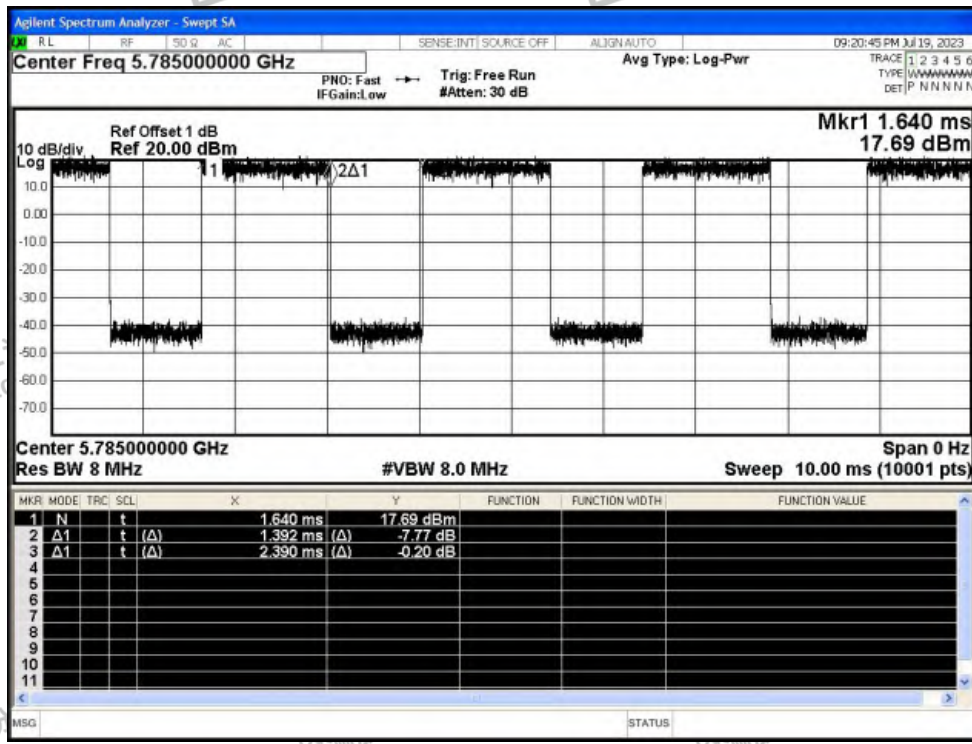 Agilent Spectrum Analyzer - Swept SA
RL RF 50 Ω AC SENSE:INT SOURCE OFF ALIGN AUTO 09:20:45 PM Jul 19, 2023
Center Freq 5.785000000 GHz Avg Type: Log-Pwr TRACE 1 2 3 4 5 6
PNO: Fast Trig: Free Run TYPE
IFGain:Low #Atten: 30 dB DET P N N N N N
Mkr1 1.640 ms
Ref Offset 1 dB
10 dB/div Ref 20.00 dBm 17.69 dBm
Log
1 2Δ1
10.0
0.00
-10.0
-20.0
-30.0
-40.0
-50.0
-60.0
-70.0
Center 5.785000000 GHz Span 0 Hz
Res BW 8 MHz #VBW 8.0 MHz Sweep 10.00 ms (10001 pts)
MKR MODE TRC SCL X Y FUNCTION FUNCTION WIDTH FUNCTION VALUE
1 N t 1.640 ms 17.69 dBm
2 Δ1 t (Δ) 1.392 ms (Δ) -7.77 dB
3 Δ1 t (Δ) 2.390 ms (Δ) -0.20 dB
4
5
6
7
8
9
10
11
MSG STATUS